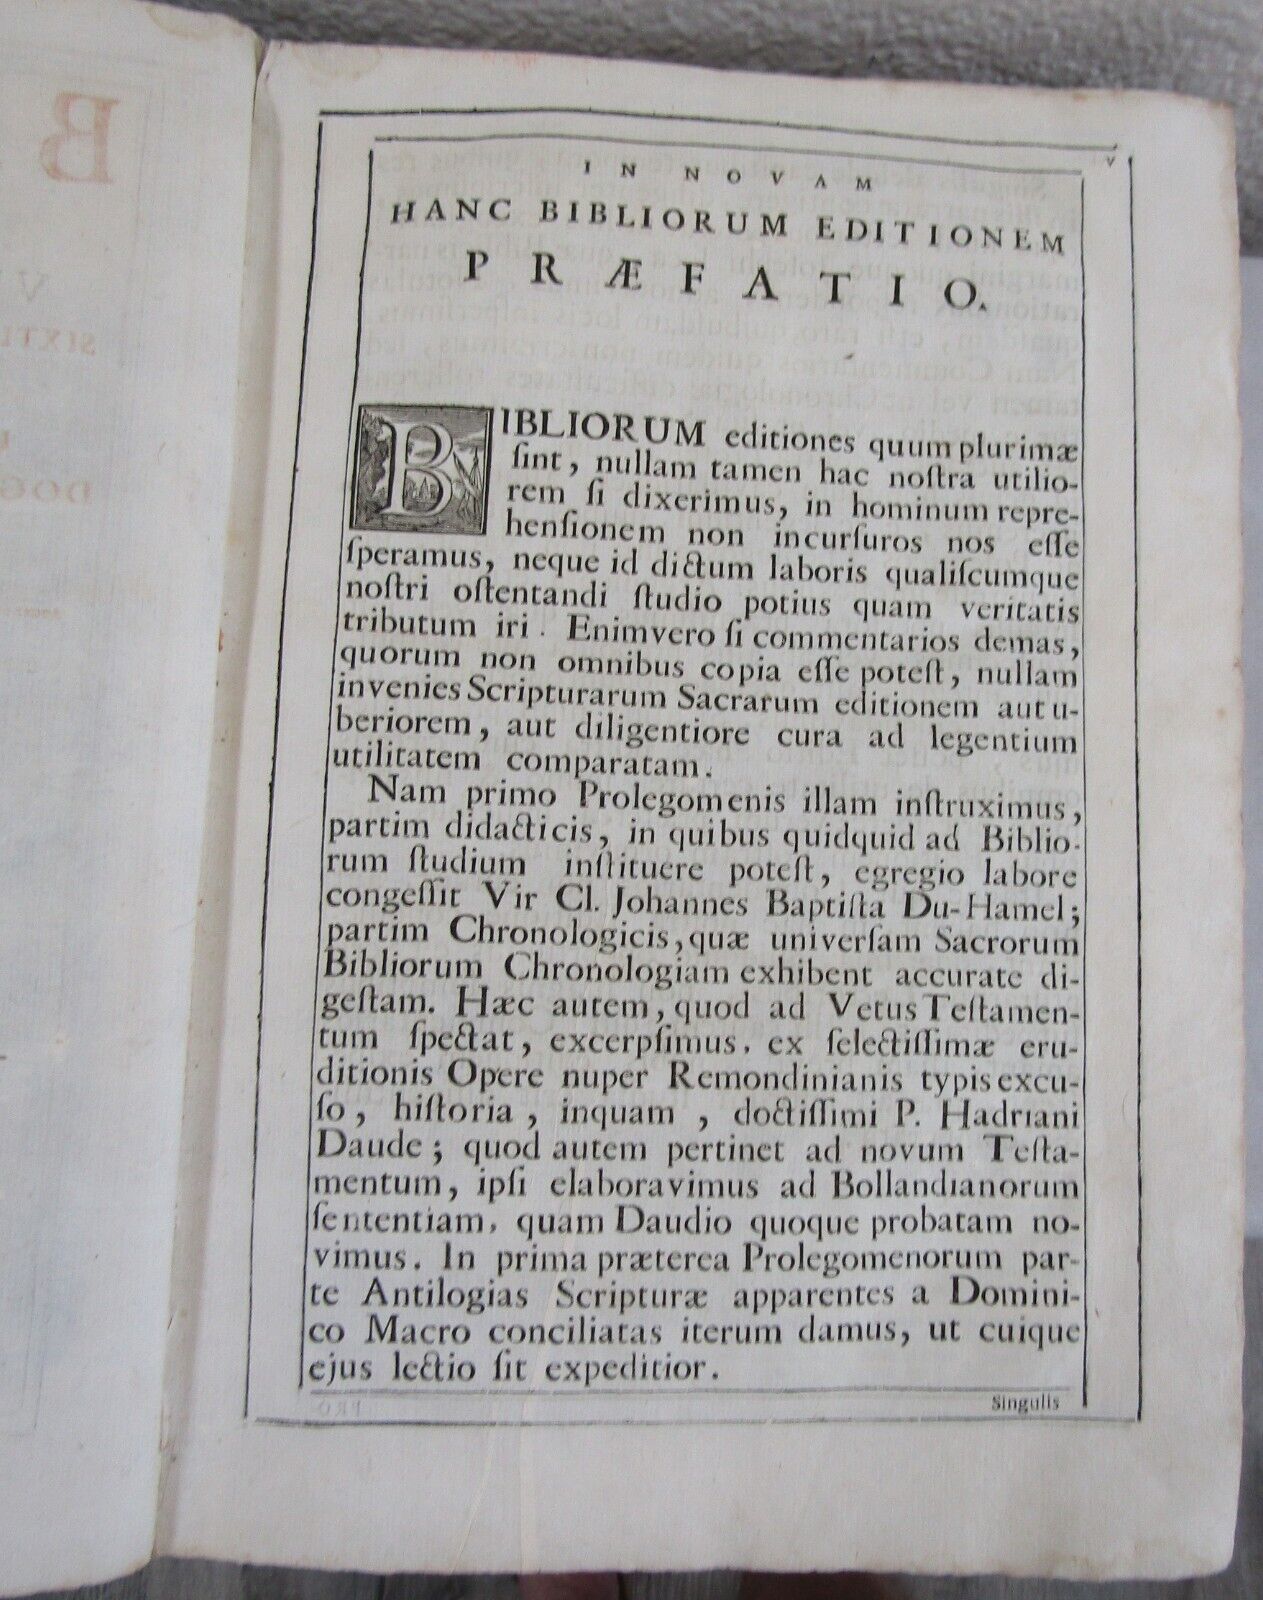 B
V
SIXTI
DOG
v
IN NOVAM
HANC BIBLIORUM EDITIONEM
PRÆFATIO.
BIBLIORUM editiones quum plurimæ
ſint, nullam tamen hac noſtra utilio-
rem ſi dixerimus, in hominum repre-
henſionem non incurſuros nos eſſe
ſperamus, neque id dictum laboris qualiſcumque
noſtri oſtentandi ſtudio potius quam veritatis
tributum iri. Enimvero ſi commentarios demas,
quorum non omnibus copia eſſe poteſt, nullam
invenies Scripturarum Sacrarum editionem aut u-
beriorem, aut diligentiore cura ad legentium
utilitatem comparatam.
Nam primo Prolegomenis illam inſtruximus,
partim didacticis, in quibus quidquid ad Biblio-
rum ſtudium inſtituere poteſt, egregio labore
congeſſit Vir Cl. Johannes Baptiſta Du-Hamel;
partim Chronologicis, quæ univerſam Sacrorum
Bibliorum Chronologiam exhibent accurate di-
geſtam. Hæc autem, quod ad Vetus Teſtamen-
tum ſpectat, excerpſimus, ex ſelectiſſimæ eru-
ditionis Opere nuper Remondinianis typis excu-
ſo, hiſtoria, inquam, doctiſſimi P. Hadriani
Daude; quod autem pertinet ad novum Teſta-
mentum, ipſi elaboravimus ad Bollandianorum
ſententiam, quam Daudio quoque probatam no-
vimus. In prima præterea Prolegomenorum par-
te Antilogias Scripturæ apparentes a Domini-
co Macro conciliatas iterum damus, ut cuique
ejus lectio ſit expeditior.
Singulis